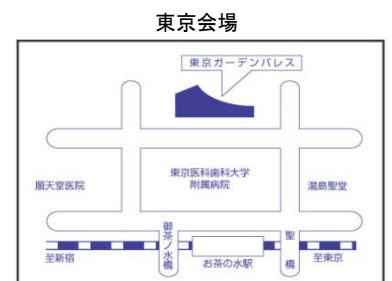 東京会場
東京ガーデンパレス
東京医科歯科大学
附属病院
順天堂医院
湯島聖堂
御茶ノ水橋
聖橋
至新宿
お茶の水駅
至東京